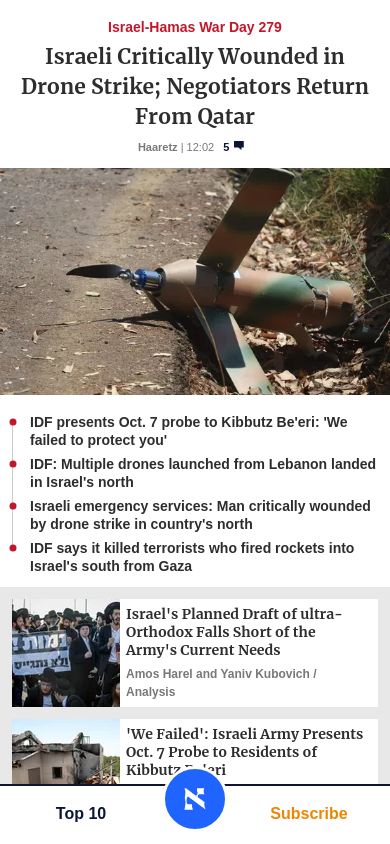 Israel-Hamas War Day 279
Israeli Critically Wounded in
Drone Strike; Negotiators Return
From Qatar
Haaretz | 12:02 5
IDF presents Oct. 7 probe to Kibbutz Be'eri: 'We
failed to protect you'
IDF: Multiple drones launched from Lebanon landed
in Israel's north
Israeli emergency services: Man critically wounded
by drone strike in country's north
IDF says it killed terrorists who fired rockets into
Israel's south from Gaza
Israel's Planned Draft of ultra-
Orthodox Falls Short of the
Army's Current Needs
Amos Harel and Yaniv Kubovich /
Analysis
'We Failed': Israeli Army Presents
Oct. 7 Probe to Residents of
Kibbutz
Top 10
Subscribe